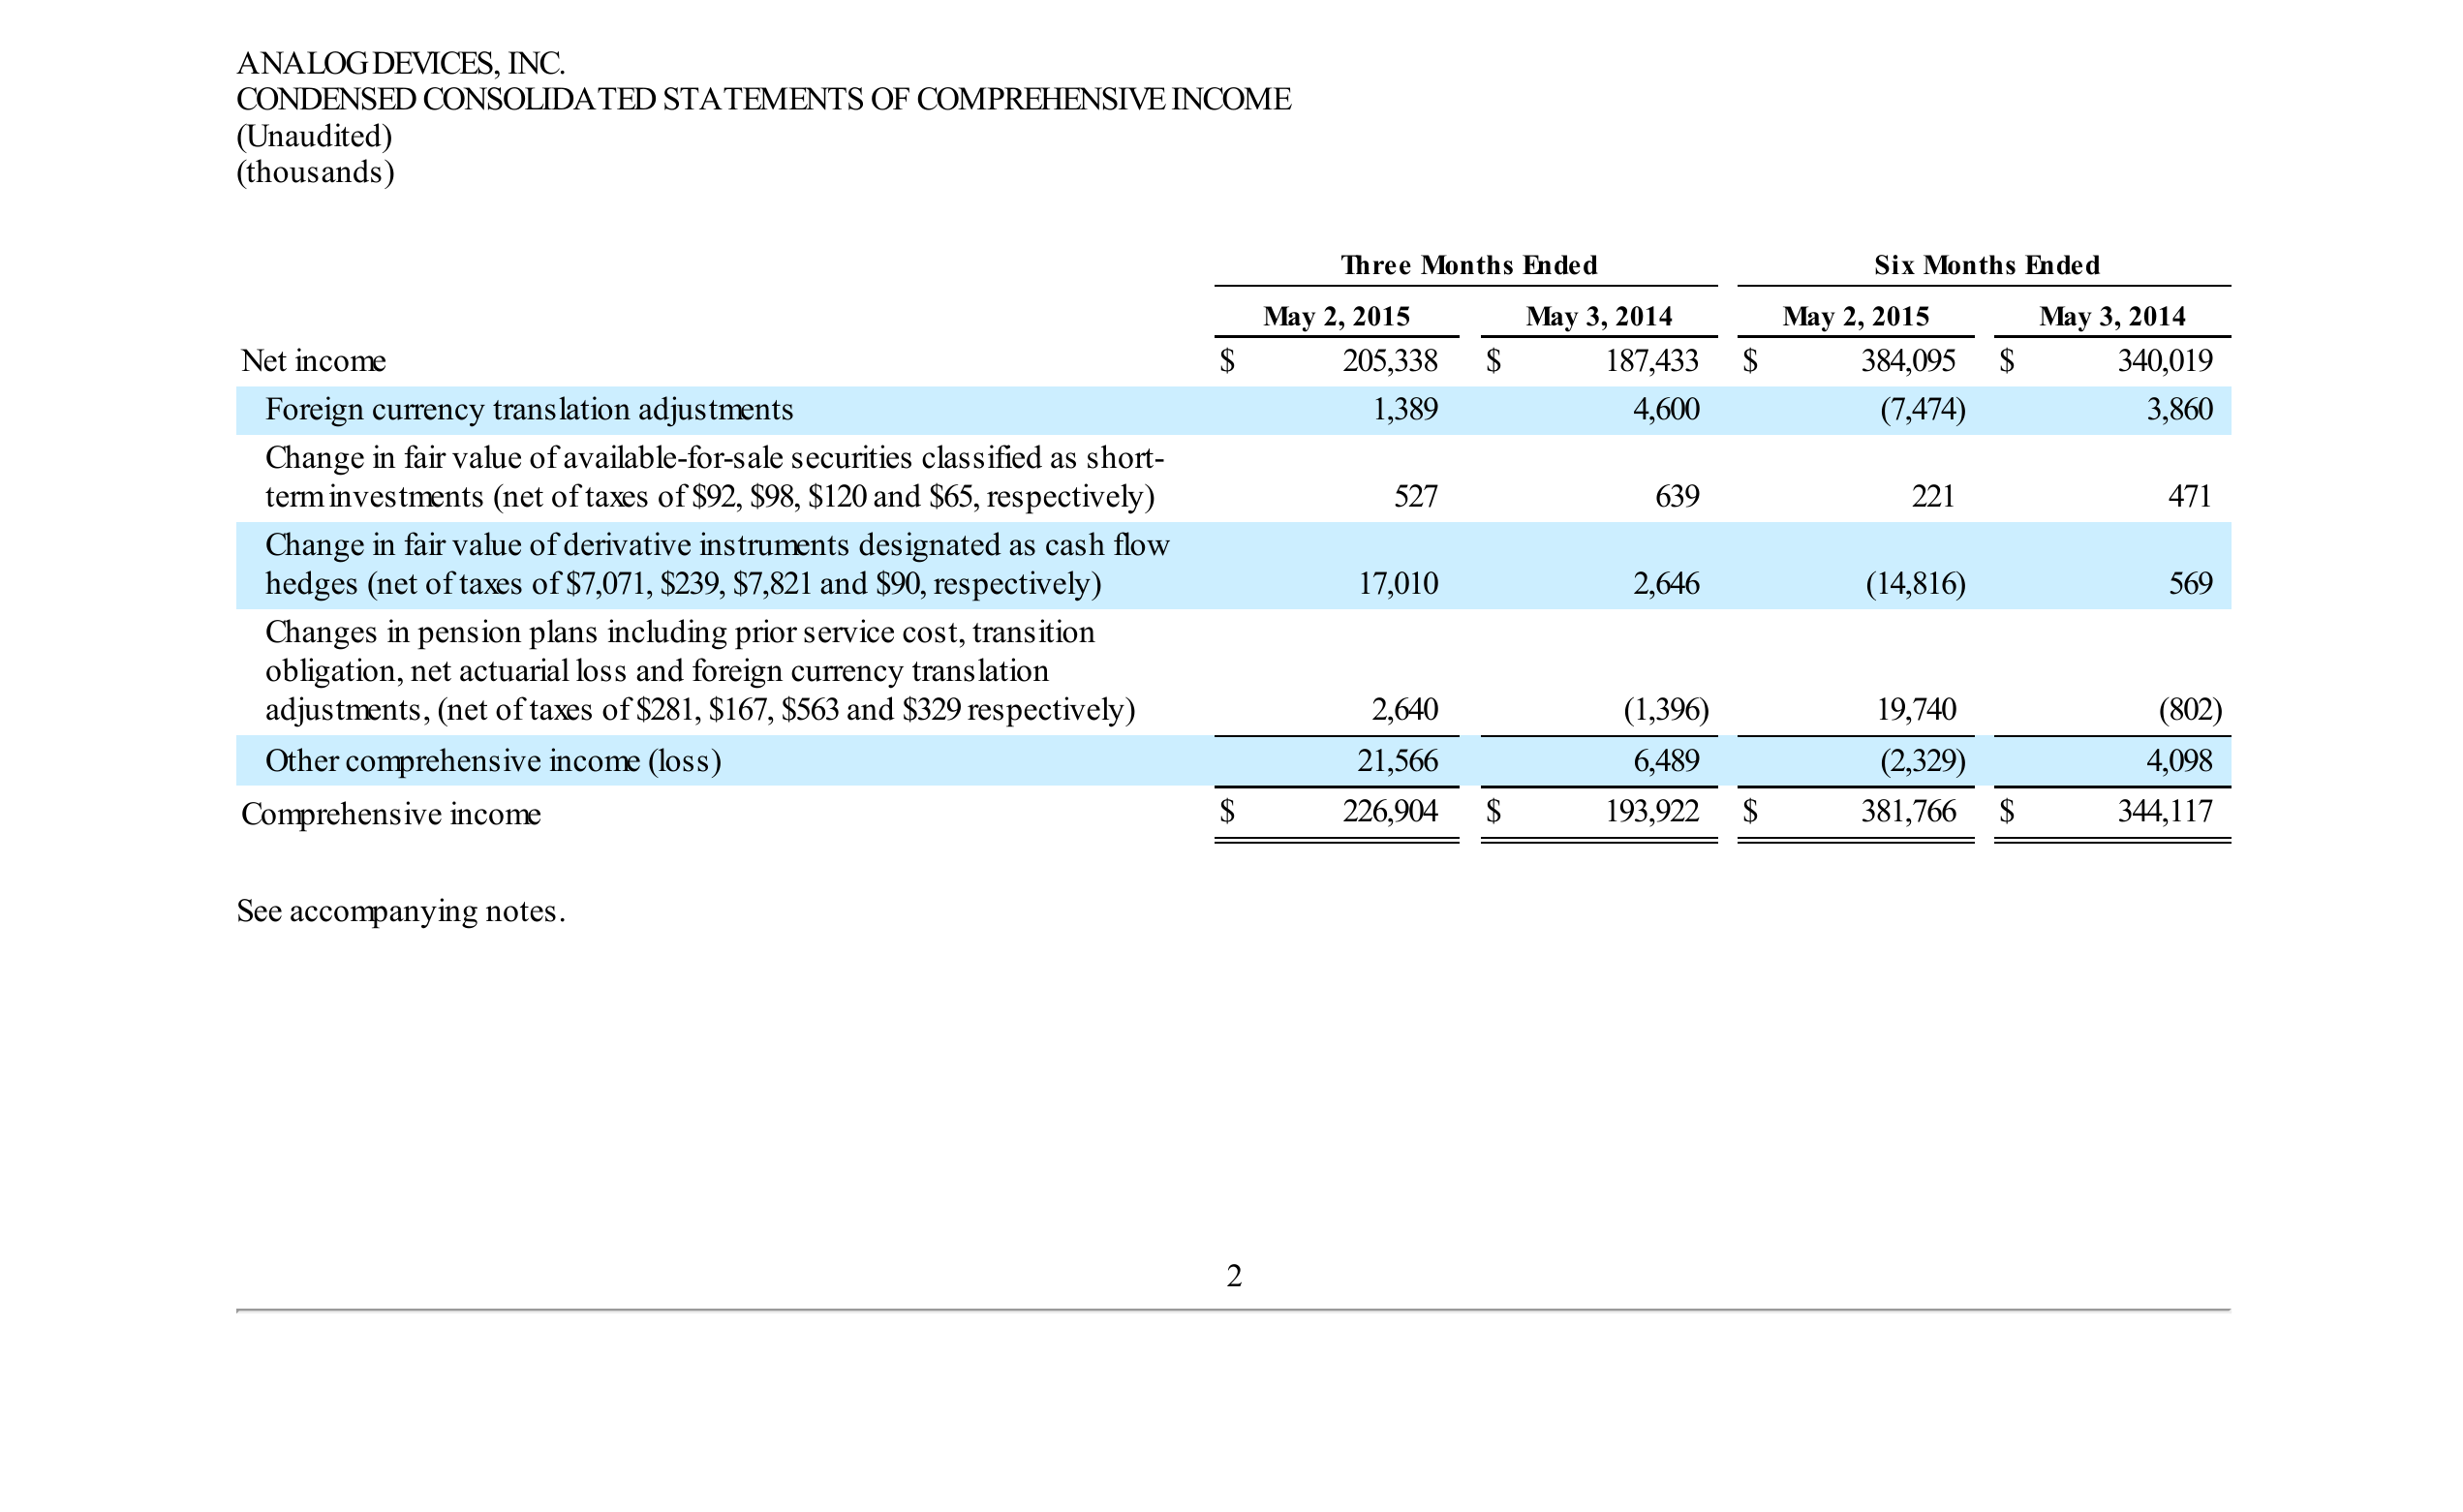 ANALOG DEVICES, INC.
CONDENSED CONSOLIDATED STATEMENTS OF COMPREHENSIVE INCOME
(Unaudited)
(thousands)
Three Months Ended Six Months Ended
May 2, 2015 May 3, 2014 May 2, 2015 May 3, 2014
Net income $ 205,338 $ 187,433 $ 384,095 $ 340,019
Foreign currency translation adjustments 1,389 4,600 (7,474) 3,860
Change in fair value of available-for-sale securities classified as short-
term investments (net of taxes of $92, $98, $120 and $65, respectively) 527 639 221 471
Change in fair value of derivative instruments designated as cash flow
hedges (net of taxes of $7,071, $239, $7,821 and $90, respectively) 17,010 2,646 (14,816) 569
Changes in pension plans including prior service cost, transition
obligation, net actuarial loss and foreign currency translation
adjustments, (net of taxes of $281, $167, $563 and $329 respectively) 2,640 (1,396) 19,740 (802)
Other comprehensive income (loss) 21,566 6,489 (2,329) 4,098
Comprehensive income $ 226,904 $ 193,922 $ 381,766 $ 344,117
See accompanying notes.
2